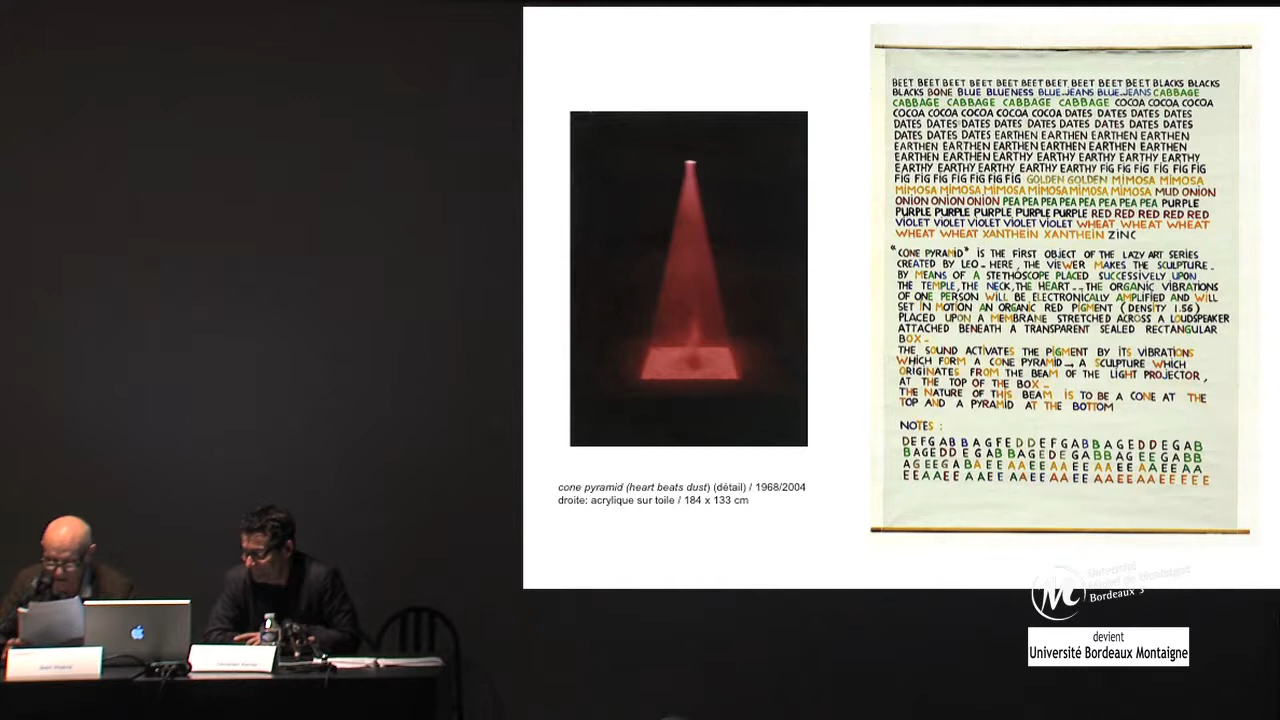 BEET BEET BEET BEET BEET BEET BEET BEET BEET BLACKS BLACKS
BLACKS BONE BLUE BLUENESS BLUE-JEANS BLUE-JEANS CABBAGE
CABBAGE CABBAGE CABBAGE CABBAGE COCOA COCOA COCOA
COCOA COCOA COCOA COCOA COCOA DATES DATES DATES
DATES DATES DATES DATES DATES DATES DATES DATES
DATES DATES DATES EARTHEN EARTHEN EARTHEN EARTHEN
EARTHEN EARTHEN EARTHEN EARTHEN EARTHEN EARTHEN
EARTHEN EARTHEN EARTHY EARTHY EARTHY EARTHY EARTHY
EARTHY EARTHY EARTHY EARTHY EARTHY FIG FIG FIG FIG FIG
FIG FIG FIG FIG FIG FIG FIG GOLDEN GOLDEN MIMOSA MIMOSA
MIMOSA MIMOSA MIMOSA MIMOSA MIMOSA MIMOSA MUD ONION
ONION ONION ONION PEA PEA PEA PEA PEA PEA PEA PEA PURPLE
PURPLE PURPLE PURPLE PURPLE PURPLE RED RED RED RED RED
VIOLET VIOLET VIOLET VIOLET VIOLET WHEAT WHEAT WHEAT
WHEAT WHEAT XANTHEIN XANTHEIN ZINC
"CONE PYRAMID" IS THE FIRST OBJECT OF THE LAZY ART SERIES
CREATED BY LEO - HERE, THE VIEWER MAKES THE SCULPTURE -
BY MEANS OF A STETHOSCOPE PLACED SUCCESSIVELY UPON
THE TEMPLE, THE NECK, THE HEART - - THE ORGANIC VIBRATIONS
OF ONE PERSON WILL BE ELECTRONICALLY AMPLIFIED AND WILL
SET IN MOTION AN ORGANIC RED PIGMENT (DENSITY 1.56)
PLACED UPON A MEMBRANE STRETCHED ACROSS A LOUDSPEAKER
ATTACHED BENEATH A TRANSPARENT SEALED RECTANGULAR
BOX -
THE SOUND ACTIVATES THE PIGMENT BY ITS VIBRATIONS
WHICH FORM A CONE PYRAMID - A SCULPTURE WHICH
ORIGINATES FROM THE BEAM OF THE LIGHT PROJECTOR,
AT THE TOP OF THE BOX -
THE NATURE OF THIS BEAM IS TO BE A CONE AT THE
TOP AND A PYRAMID AT THE BOTTOM
NOTES :
DEFGABBAGFEDDEFGABBAGEDDEGAB
BAGEDDEGABBAGEDEGABBAGEEGABB
AGEEGABAEEAAEEAAEEAAEEAAEEAA
EEAAEEAAEEAAEEAAEEAAEEAAEEEEE
cone pyramid (heart beats dust) (détail) / 1968/2004
droite: acrylique sur toile / 184 x 133 cm
Université
Michel de Montaigne
Bordeaux 3
devient
Université Bordeaux Montaigne